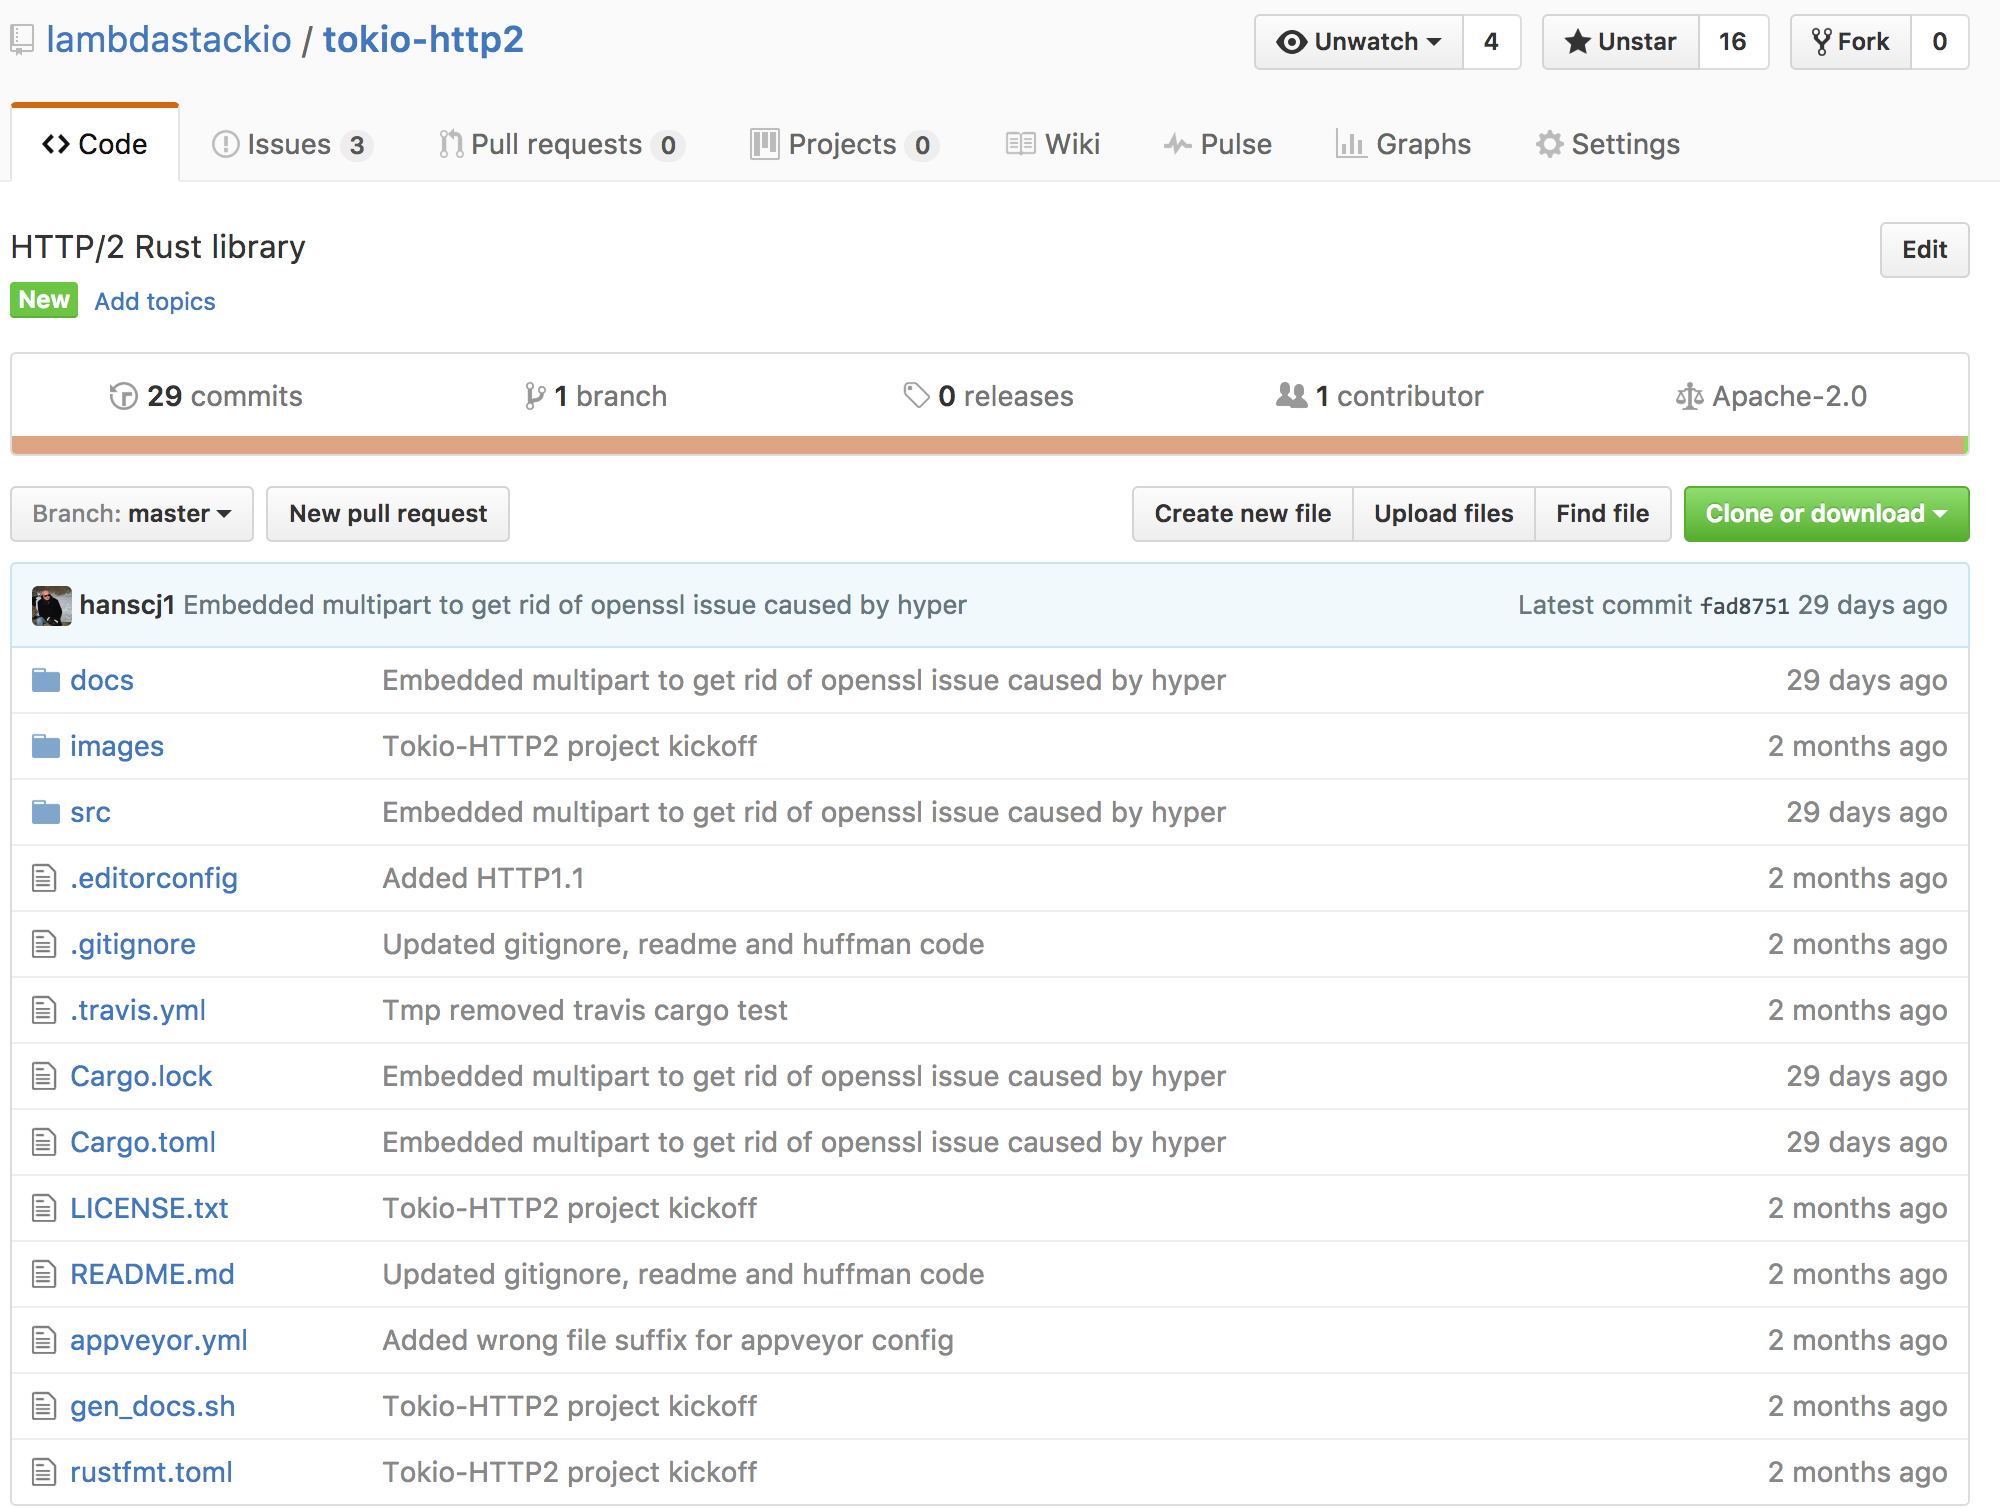 lambdastackio / tokio-http2 Unwatch 4 Unstar 16 Fork 0
Code Issues 3 Pull requests 0 Projects 0 Wiki Pulse Graphs Settings
HTTP/2 Rust library Edit
New Add topics
29 commits 1 branch 0 releases 1 contributor Apache-2.0
Branch: master New pull request Create new file Upload files Find file Clone or download
hanscj1 Embedded multipart to get rid of openssl issue caused by hyper Latest commit fad8751 29 days ago
docs Embedded multipart to get rid of openssl issue caused by hyper 29 days ago
images Tokio-HTTP2 project kickoff 2 months ago
src Embedded multipart to get rid of openssl issue caused by hyper 29 days ago
.editorconfig Added HTTP1.1 2 months ago
.gitignore Updated gitignore, readme and huffman code 2 months ago
.travis.yml Tmp removed travis cargo test 2 months ago
Cargo.lock Embedded multipart to get rid of openssl issue caused by hyper 29 days ago
Cargo.toml Embedded multipart to get rid of openssl issue caused by hyper 29 days ago
LICENSE.txt Tokio-HTTP2 project kickoff 2 months ago
README.md Updated gitignore, readme and huffman code 2 months ago
appveyor.yml Added wrong file suffix for appveyor config 2 months ago
gen_docs.sh Tokio-HTTP2 project kickoff 2 months ago
rustfmt.toml Tokio-HTTP2 project kickoff 2 months ago